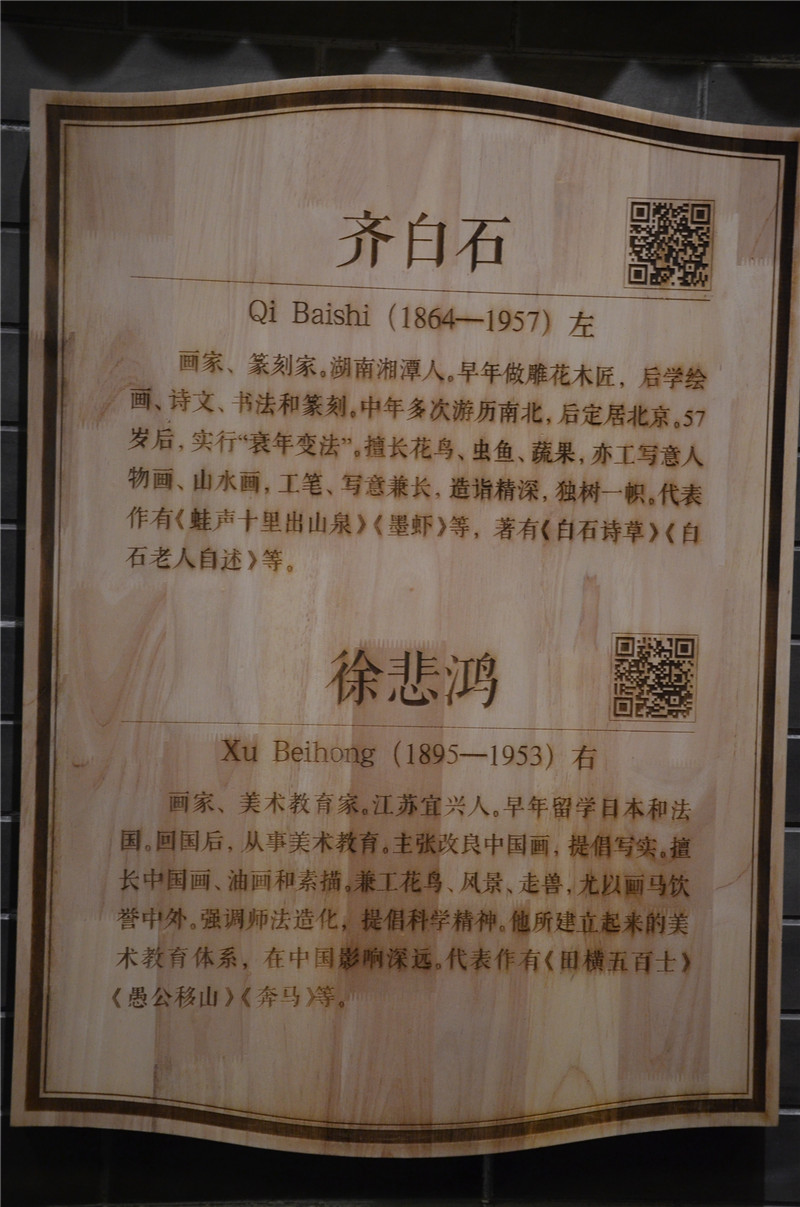 齐白石
Qi Baishi（1864—1957）左
画家、篆刻家。湖南湘潭人。早年做雕花木匠，后学绘
画、诗文、书法和篆刻。中年多次游历南北，后定居北京。57
岁后，实行“衰年变法”。擅长花鸟、虫鱼、蔬果，亦工写意人
物画、山水画，工笔、写意兼长，造诣精深，独树一帜。代表
作有《蛙声十里出山泉》《墨虾》等，著有《白石诗草》《白
石老人自述》等。
徐悲鸿
Xu Beihong（1895—1953）右
画家、美术教育家。江苏宜兴人。早年留学日本和法
国。回国后，从事美术教育。主张改良中国画，提倡写实。擅
长中国画、油画和素描。兼工花鸟、风景、走兽，尤以画马饮
誉中外。强调师法造化，提倡科学精神。他所建立起来的美
术教育体系，在中国影响深远。代表作有《田横五百士》
《愚公移山》《奔马》等。